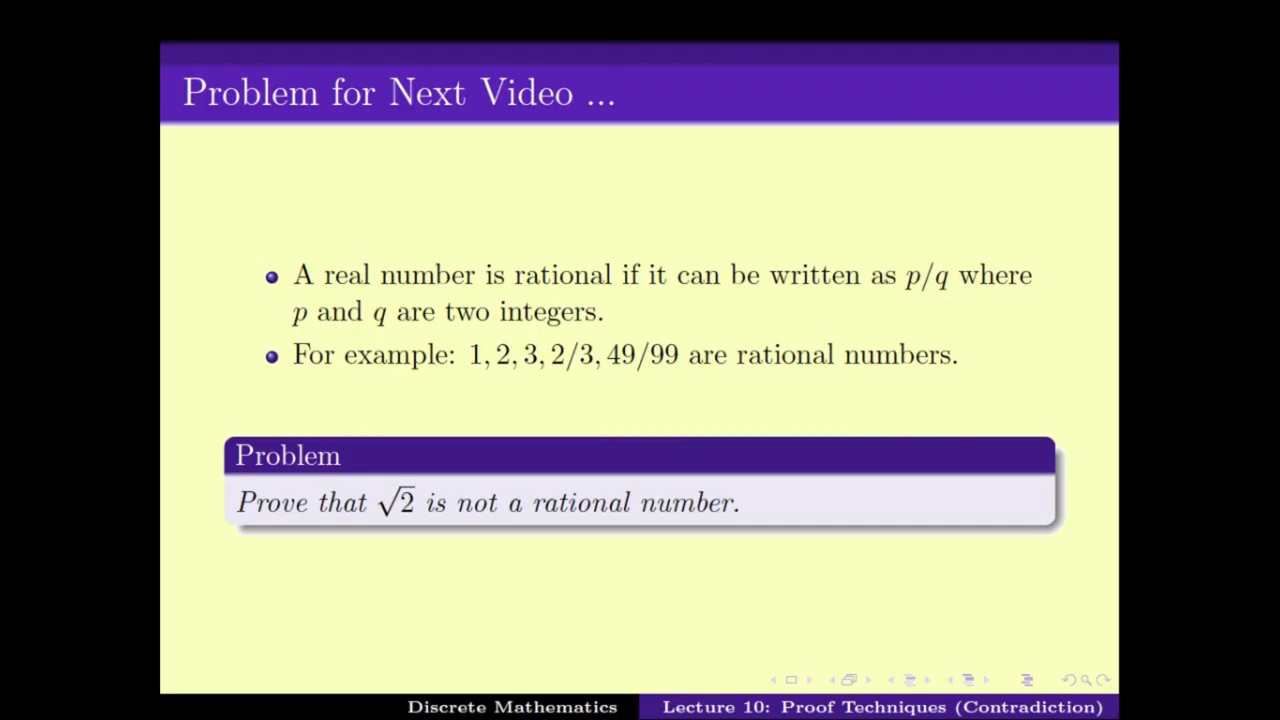 Problem for Next Video ...
A real number is rational if it can be written as p/q where
p and q are two integers.
For example: 1, 2, 3, 2/3, 49/99 are rational numbers.
Problem
Prove that √2 is not a rational number.
Discrete Mathematics
Lecture 10: Proof Techniques (Contradiction)